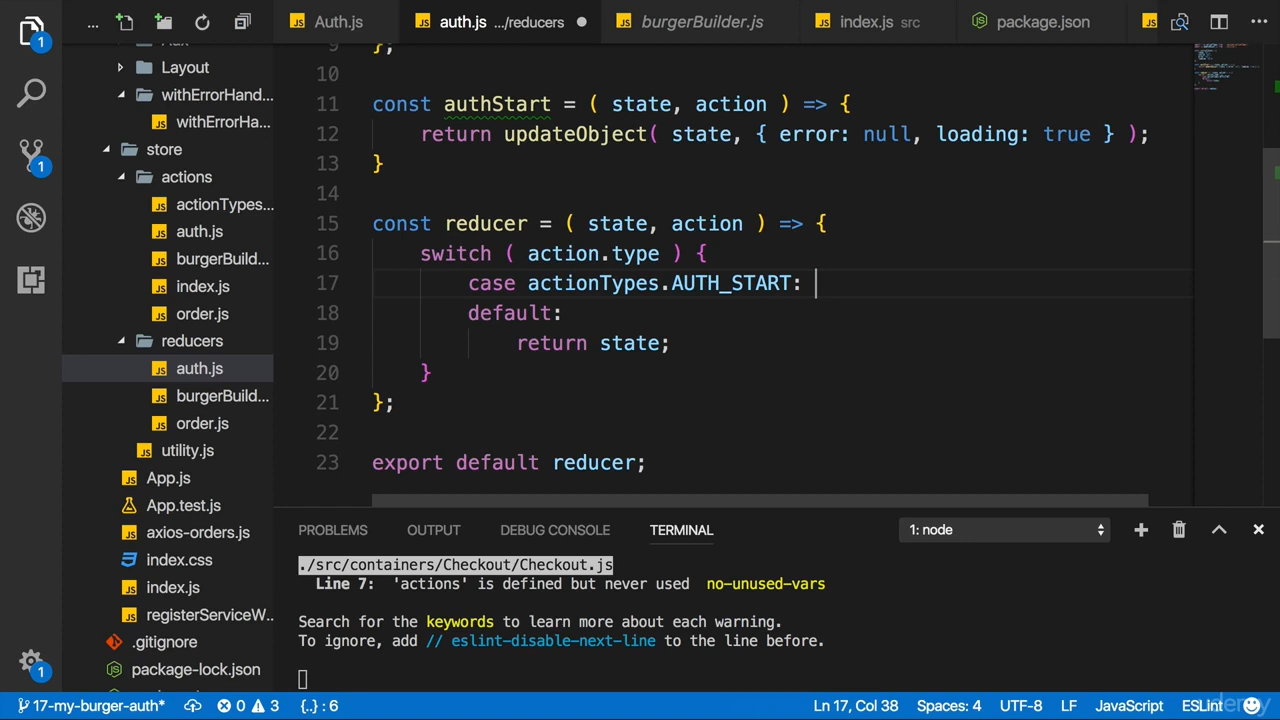 ... Auth.js auth.js .../reducers burgerBuilder.js index.js src package.json JS ...
Layout
withErrorHand...
withErrorHa...
store
actions
actionTypes...
auth.js
burgerBuild...
index.js
order.js
reducers
auth.js
burgerBuild...
order.js
utility.js
App.js
App.test.js
axios-orders.js
index.css
index.js
registerServiceW...
.gitignore
package-lock.json
9 };
10
11 const authStart = ( state, action ) => {
12 return updateObject( state, { error: null, loading: true } );
13 }
14
15 const reducer = ( state, action ) => {
16 switch ( action.type ) {
17 case actionTypes.AUTH_START:
18 default:
19 return state;
20 }
21 };
22
23 export default reducer;
PROBLEMS OUTPUT DEBUG CONSOLE TERMINAL 1: node
./src/containers/Checkout/Checkout.js
Line 7: 'actions' is defined but never used no-unused-vars
Search for the keywords to learn more about each warning.
To ignore, add // eslint-disable-next-line to the line before.
17-my-burger-auth* 0 3 {..} : 6 Ln 17, Col 38 Spaces: 4 UTF-8 LF JavaScript ESLint
udemy